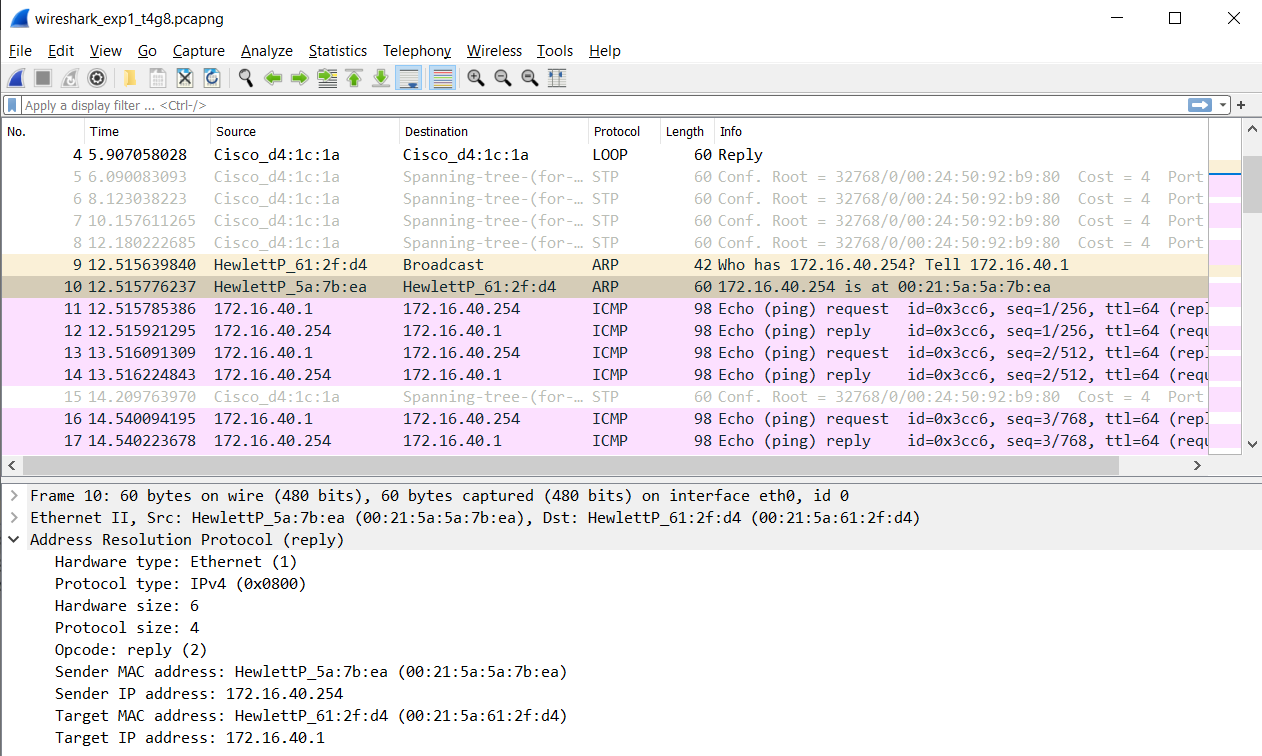 wireshark_exp1_t4g8.pcapng
File Edit View Go Capture Analyze Statistics Telephony Wireless Tools Help
Apply a display filter ... <Ctrl-/>
No. Time Source Destination Protocol Length Info
4 5.907058028 Cisco_d4:1c:1a Cisco_d4:1c:1a LOOP 60 Reply
5 6.090083093 Cisco_d4:1c:1a Spanning-tree-(for-… STP 60 Conf. Root = 32768/0/00:24:50:92:b9:80 Cost = 4 Port
6 8.123038223 Cisco_d4:1c:1a Spanning-tree-(for-… STP 60 Conf. Root = 32768/0/00:24:50:92:b9:80 Cost = 4 Port
7 10.157611265 Cisco_d4:1c:1a Spanning-tree-(for-… STP 60 Conf. Root = 32768/0/00:24:50:92:b9:80 Cost = 4 Port
8 12.180222685 Cisco_d4:1c:1a Spanning-tree-(for-… STP 60 Conf. Root = 32768/0/00:24:50:92:b9:80 Cost = 4 Port
9 12.515639840 HewlettP_61:2f:d4 Broadcast ARP 42 Who has 172.16.40.254? Tell 172.16.40.1
10 12.515776237 HewlettP_5a:7b:ea HewlettP_61:2f:d4 ARP 60 172.16.40.254 is at 00:21:5a:5a:7b:ea
11 12.515785386 172.16.40.1 172.16.40.254 ICMP 98 Echo (ping) request id=0x3cc6, seq=1/256, ttl=64 (repl
12 12.515921295 172.16.40.254 172.16.40.1 ICMP 98 Echo (ping) reply id=0x3cc6, seq=1/256, ttl=64 (requ
13 13.516091309 172.16.40.1 172.16.40.254 ICMP 98 Echo (ping) request id=0x3cc6, seq=2/512, ttl=64 (repl
14 13.516224843 172.16.40.254 172.16.40.1 ICMP 98 Echo (ping) reply id=0x3cc6, seq=2/512, ttl=64 (requ
15 14.209763970 Cisco_d4:1c:1a Spanning-tree-(for-… STP 60 Conf. Root = 32768/0/00:24:50:92:b9:80 Cost = 4 Port
16 14.540094195 172.16.40.1 172.16.40.254 ICMP 98 Echo (ping) request id=0x3cc6, seq=3/768, ttl=64 (repl
17 14.540223678 172.16.40.254 172.16.40.1 ICMP 98 Echo (ping) reply id=0x3cc6, seq=3/768, ttl=64 (requ
Frame 10: 60 bytes on wire (480 bits), 60 bytes captured (480 bits) on interface eth0, id 0
Ethernet II, Src: HewlettP_5a:7b:ea (00:21:5a:5a:7b:ea), Dst: HewlettP_61:2f:d4 (00:21:5a:61:2f:d4)
Address Resolution Protocol (reply)
Hardware type: Ethernet (1)
Protocol type: IPv4 (0x0800)
Hardware size: 6
Protocol size: 4
Opcode: reply (2)
Sender MAC address: HewlettP_5a:7b:ea (00:21:5a:5a:7b:ea)
Sender IP address: 172.16.40.254
Target MAC address: HewlettP_61:2f:d4 (00:21:5a:61:2f:d4)
Target IP address: 172.16.40.1